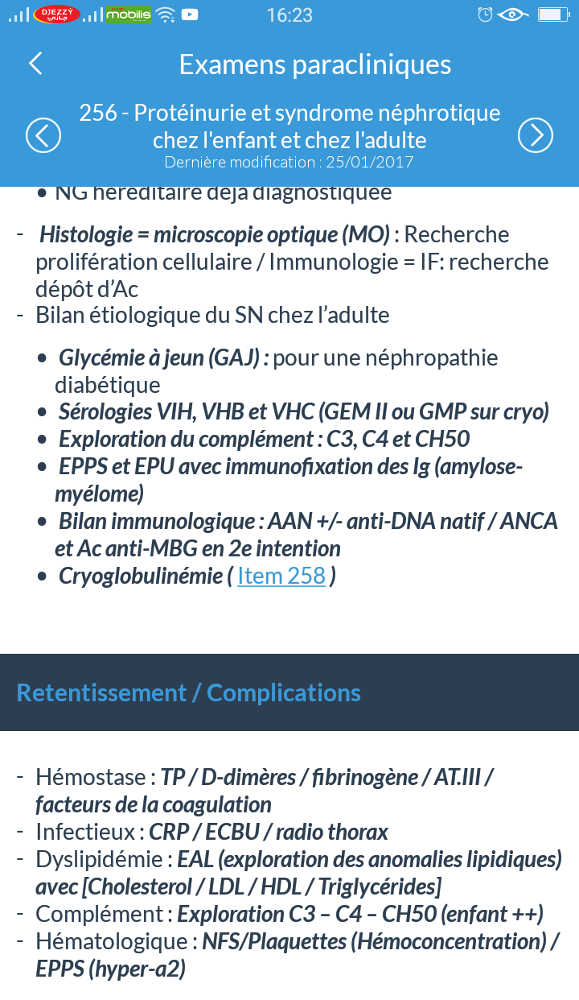 DJEZZY
جازي
mobilis
16:23
Examens paracliniques
256 - Protéinurie et syndrome néphrotique
chez l'enfant et chez l'adulte
Dernière modification : 25/01/2017
• NG héréditaire déjà diagnostiquée
- Histologie = microscopie optique (MO) : Recherche
prolifération cellulaire / Immunologie = IF: recherche
dépôt d’Ac
- Bilan étiologique du SN chez l’adulte
• Glycémie à jeun (GAJ) : pour une néphropathie
diabétique
• Sérologies VIH, VHB et VHC (GEM II ou GMP sur cryo)
• Exploration du complément : C3, C4 et CH50
• EPPS et EPU avec immunofixation des Ig (amylose-
myélome)
• Bilan immunologique : AAN +/- anti-DNA natif / ANCA
et Ac anti-MBG en 2e intention
• Cryoglobulinémie ( Item 258 )
Retentissement / Complications
- Hémostase : TP / D-dimères / fibrinogène / AT.III /
facteurs de la coagulation
- Infectieux : CRP / ECBU / radio thorax
- Dyslipidémie : EAL (exploration des anomalies lipidiques)
avec [Cholesterol / LDL / HDL / Triglycérides]
- Complément : Exploration C3 – C4 – CH50 (enfant ++)
- Hématologique : NFS/Plaquettes (Hémoconcentration) /
EPPS (hyper-a2)